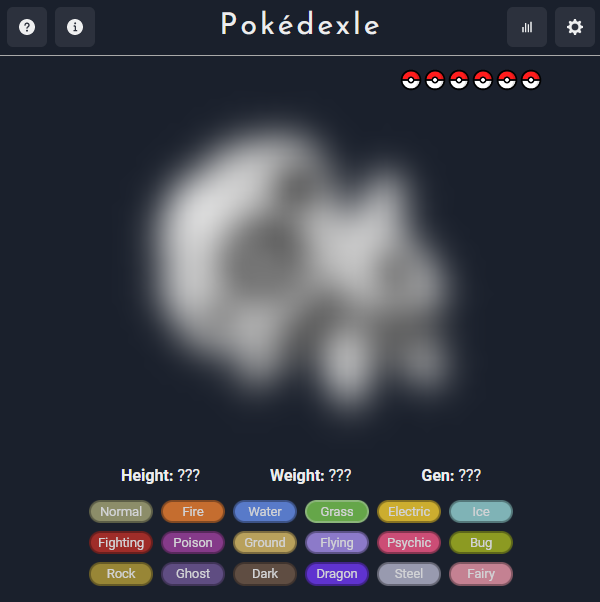 Pokédexle
Height: ??? Weight: ??? Gen: ???
Normal Fire Water Grass Electric Ice
Fighting Poison Ground Flying Psychic Bug
Rock Ghost Dark Dragon Steel Fairy